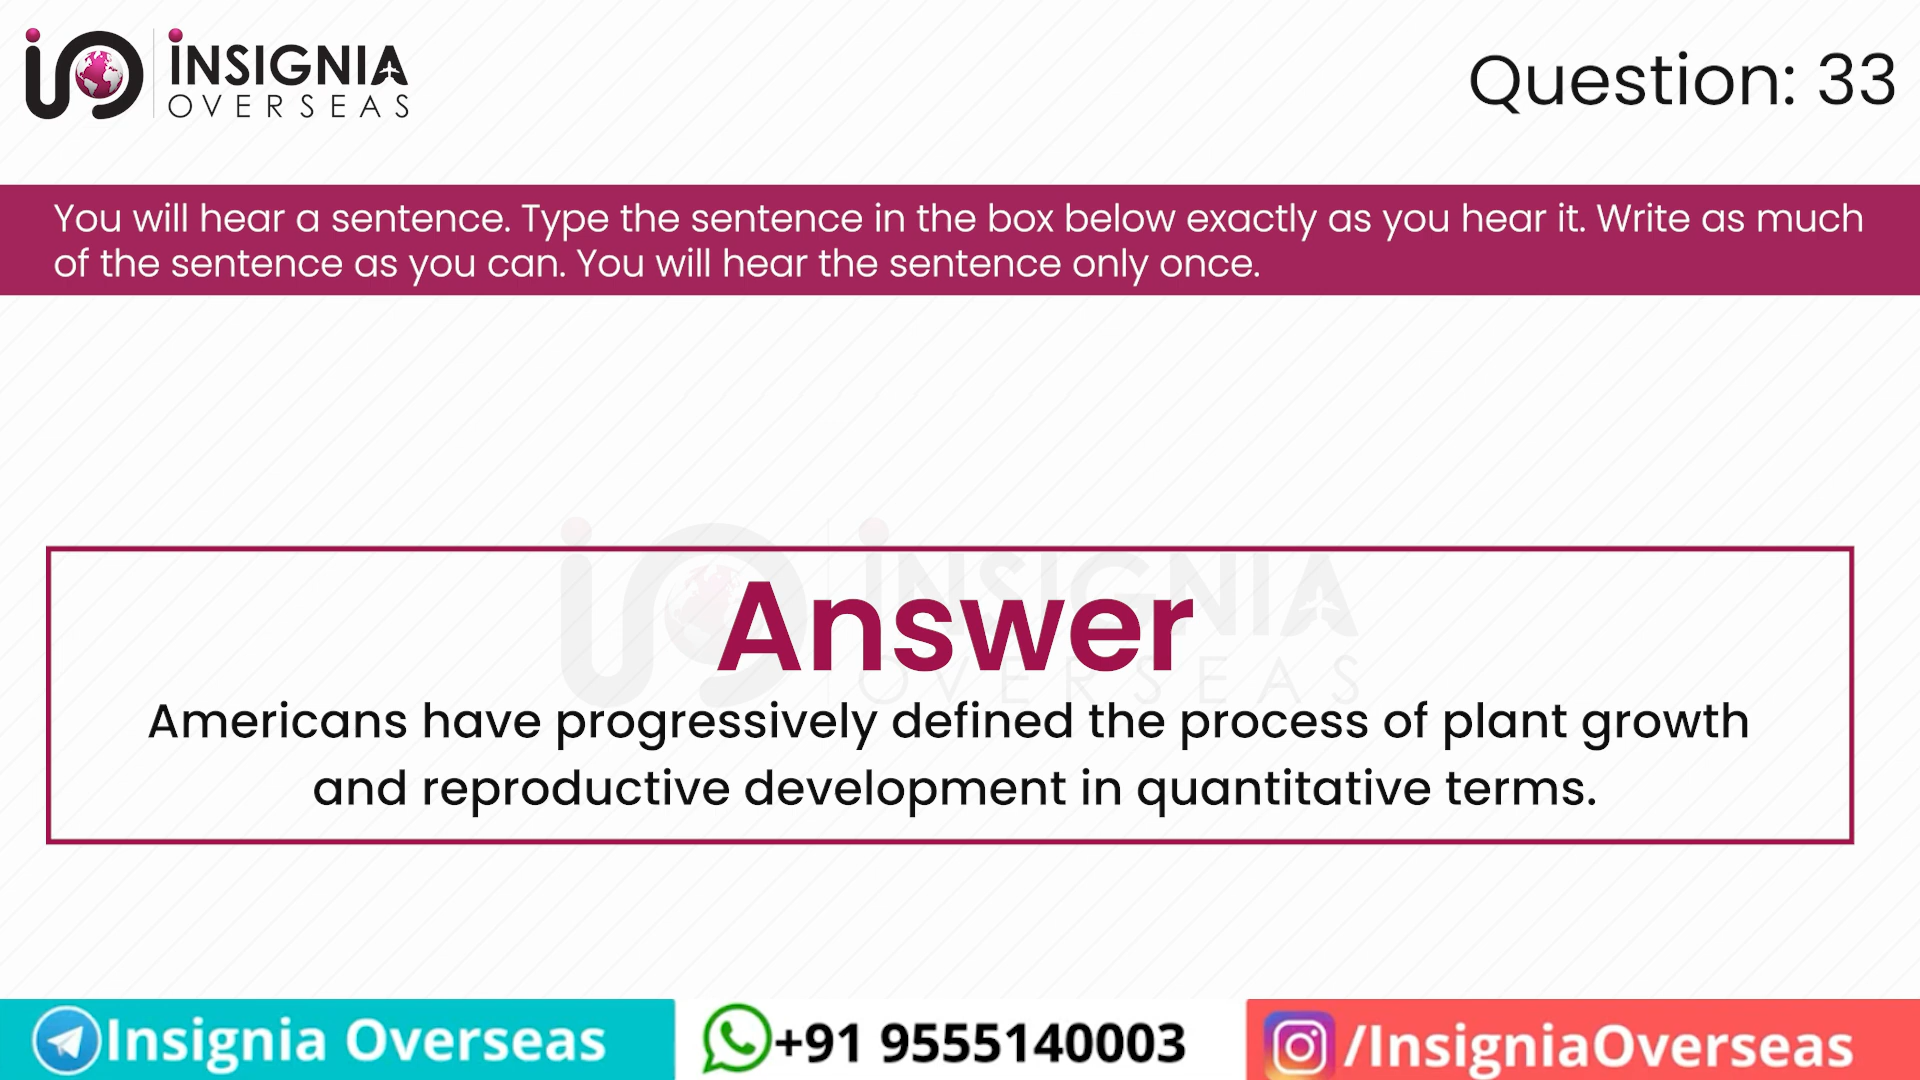 INSIGNIA
OVERSEAS
Question: 33
You will hear a sentence. Type the sentence in the box below exactly as you hear it. Write as much
of the sentence as you can. You will hear the sentence only once.
INSIGNIA
OVERSEAS
Answer
Americans have progressively defined the process of plant growth
and reproductive development in quantitative terms.
Insignia Overseas
+91 9555140003
/InsigniaOverseas